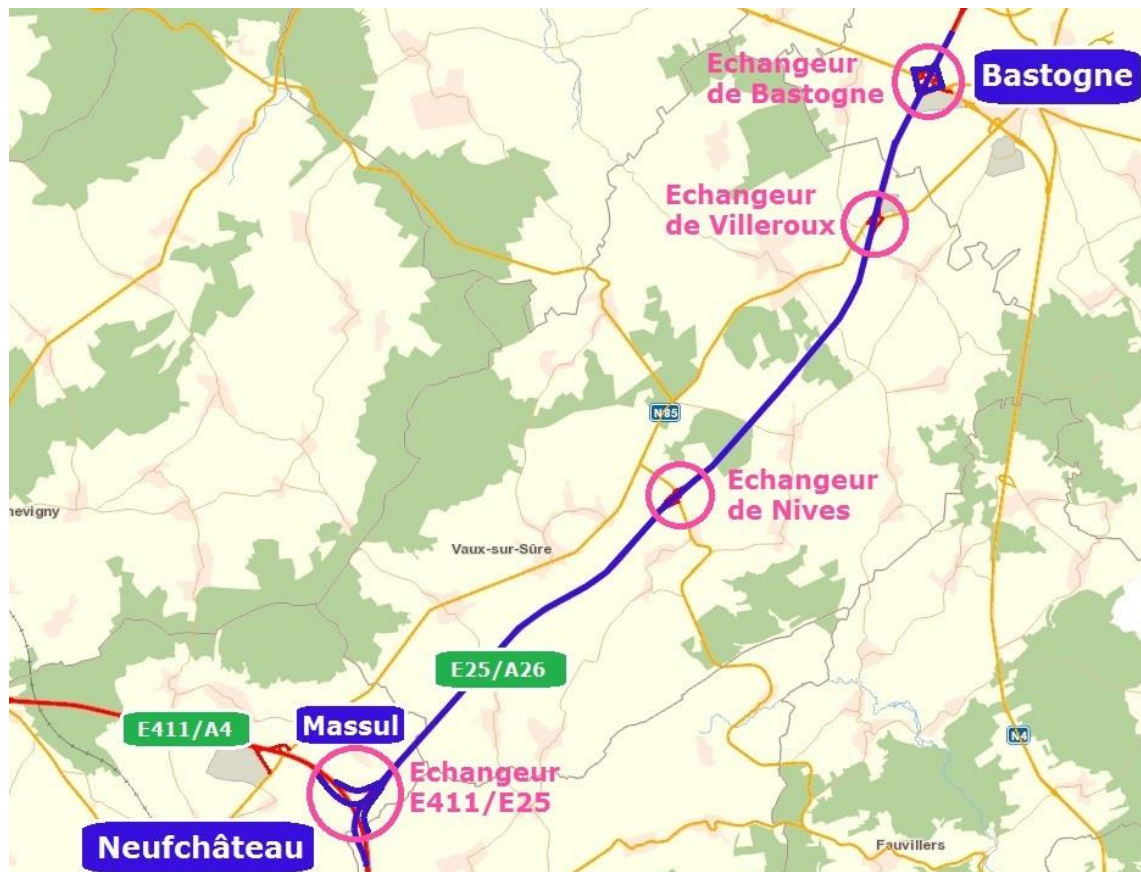 Echangeur
de Bastogne
Bastogne
Echangeur
de Villeroux
N85
Echangeur
de Nives
nevigny
Vaux-sur-Sûre
E25/A26
E411/A4
Massul
N4
Echangeur
E411/E25
Neufchâteau
Fauvillers